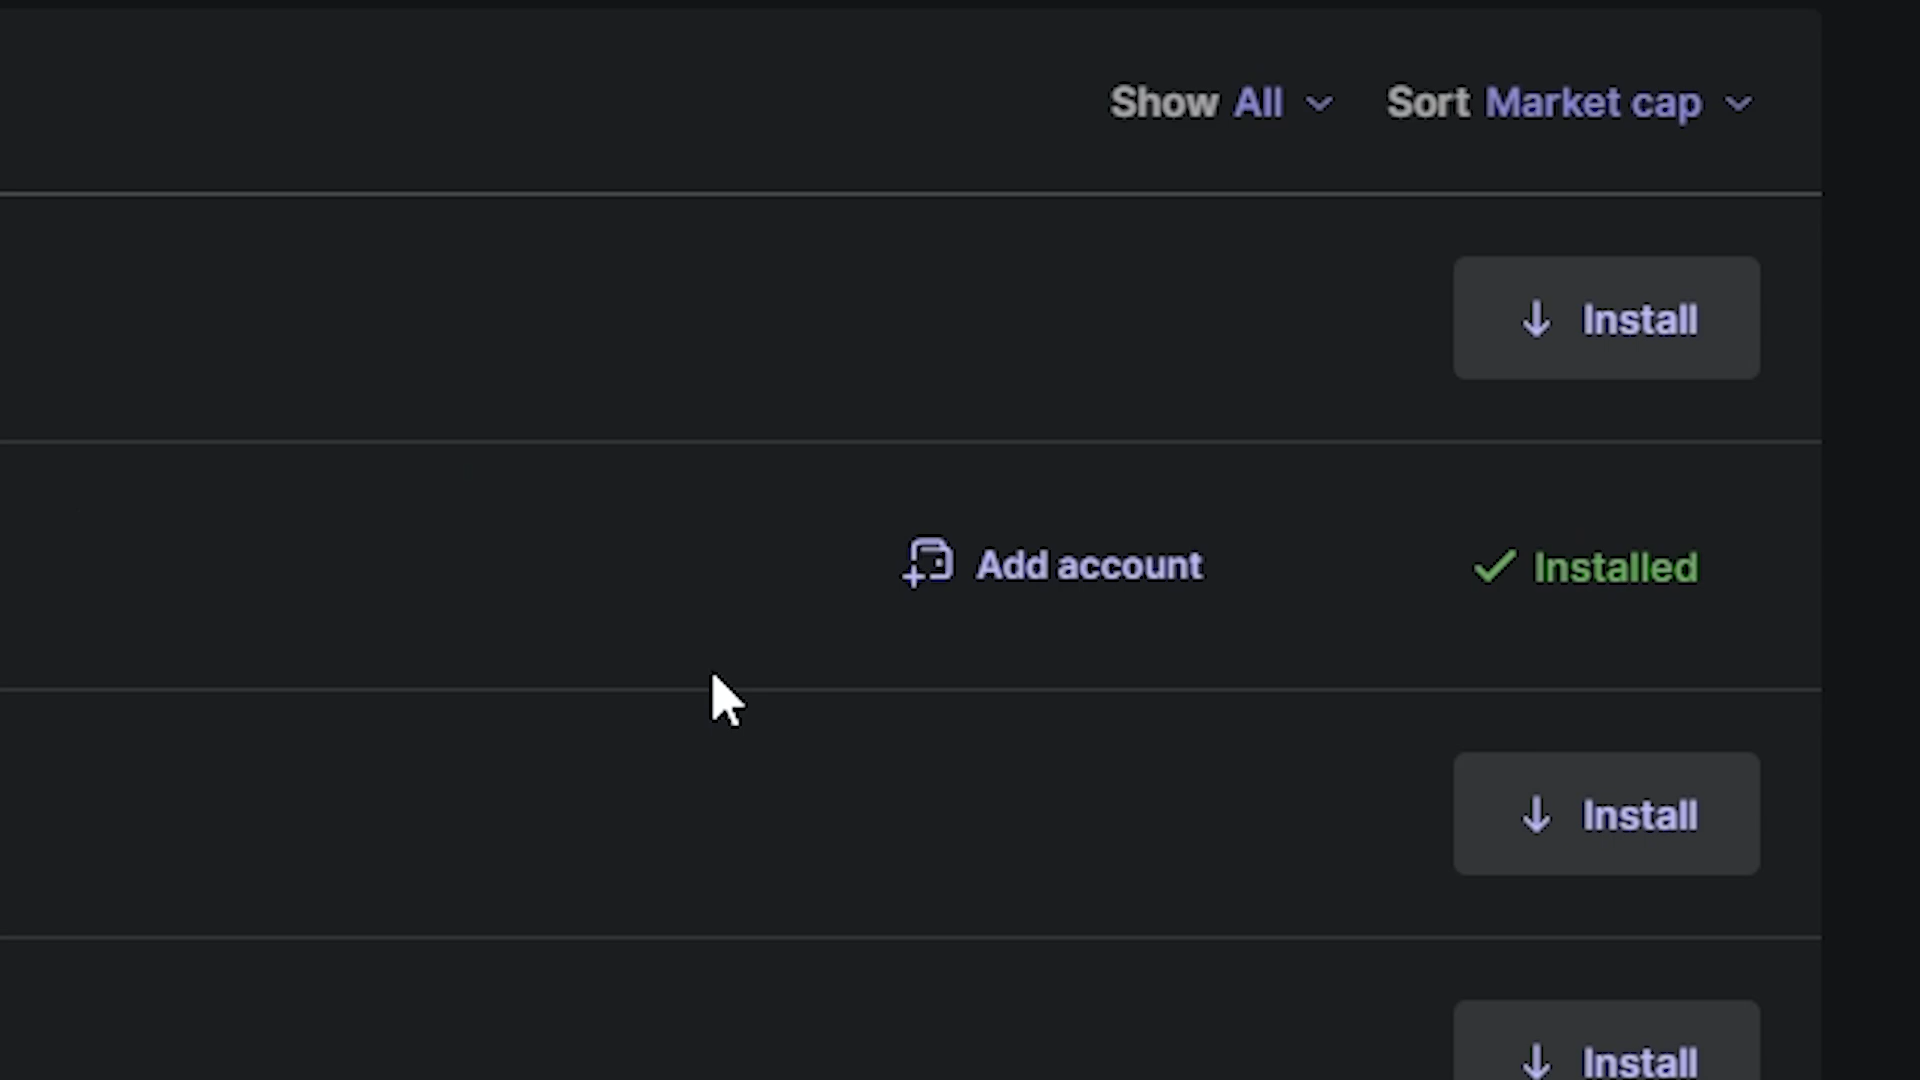 Show All Sort Market cap
Install
Add account Installed
Install
Install